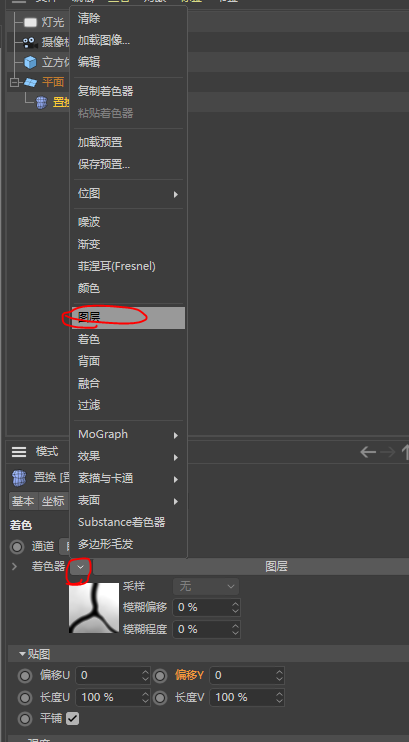 灯光
摄像机
立方体
平面
置换
清除
加载图像...
编辑
复制着色器
粘贴着色器
加载预置
保存预置...
位图
噪波
渐变
菲涅耳(Fresnel)
颜色
图层
着色
背面
融合
过滤
MoGraph
效果
素描与卡通
表面
Substance着色器
多边形毛发
模式
置换 [置
基本 坐标
着色
通道
着色器 图层
采样 无
模糊偏移 0 %
模糊程度 0 %
贴图
偏移U 0 偏移Y 0
长度U 100 % 长度V 100 %
平铺